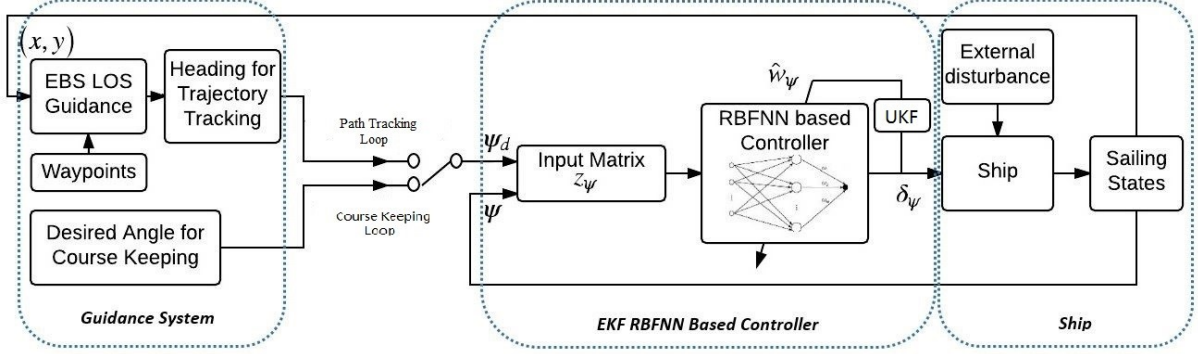 (x, y)
EBS LOS
Guidance
Heading for
Trajectory
Tracking
Waypoints
Desired Angle for
Course Keeping
Guidance System
Path Tracking
Loop
Course Keeping
Loop
ψd
ψ
Input Matrix
zψ
ŵψ
RBFNN based
Controller
UKF
δψ
EKF RBFNN Based Controller
External
disturbance
Ship
Sailing
States
Ship